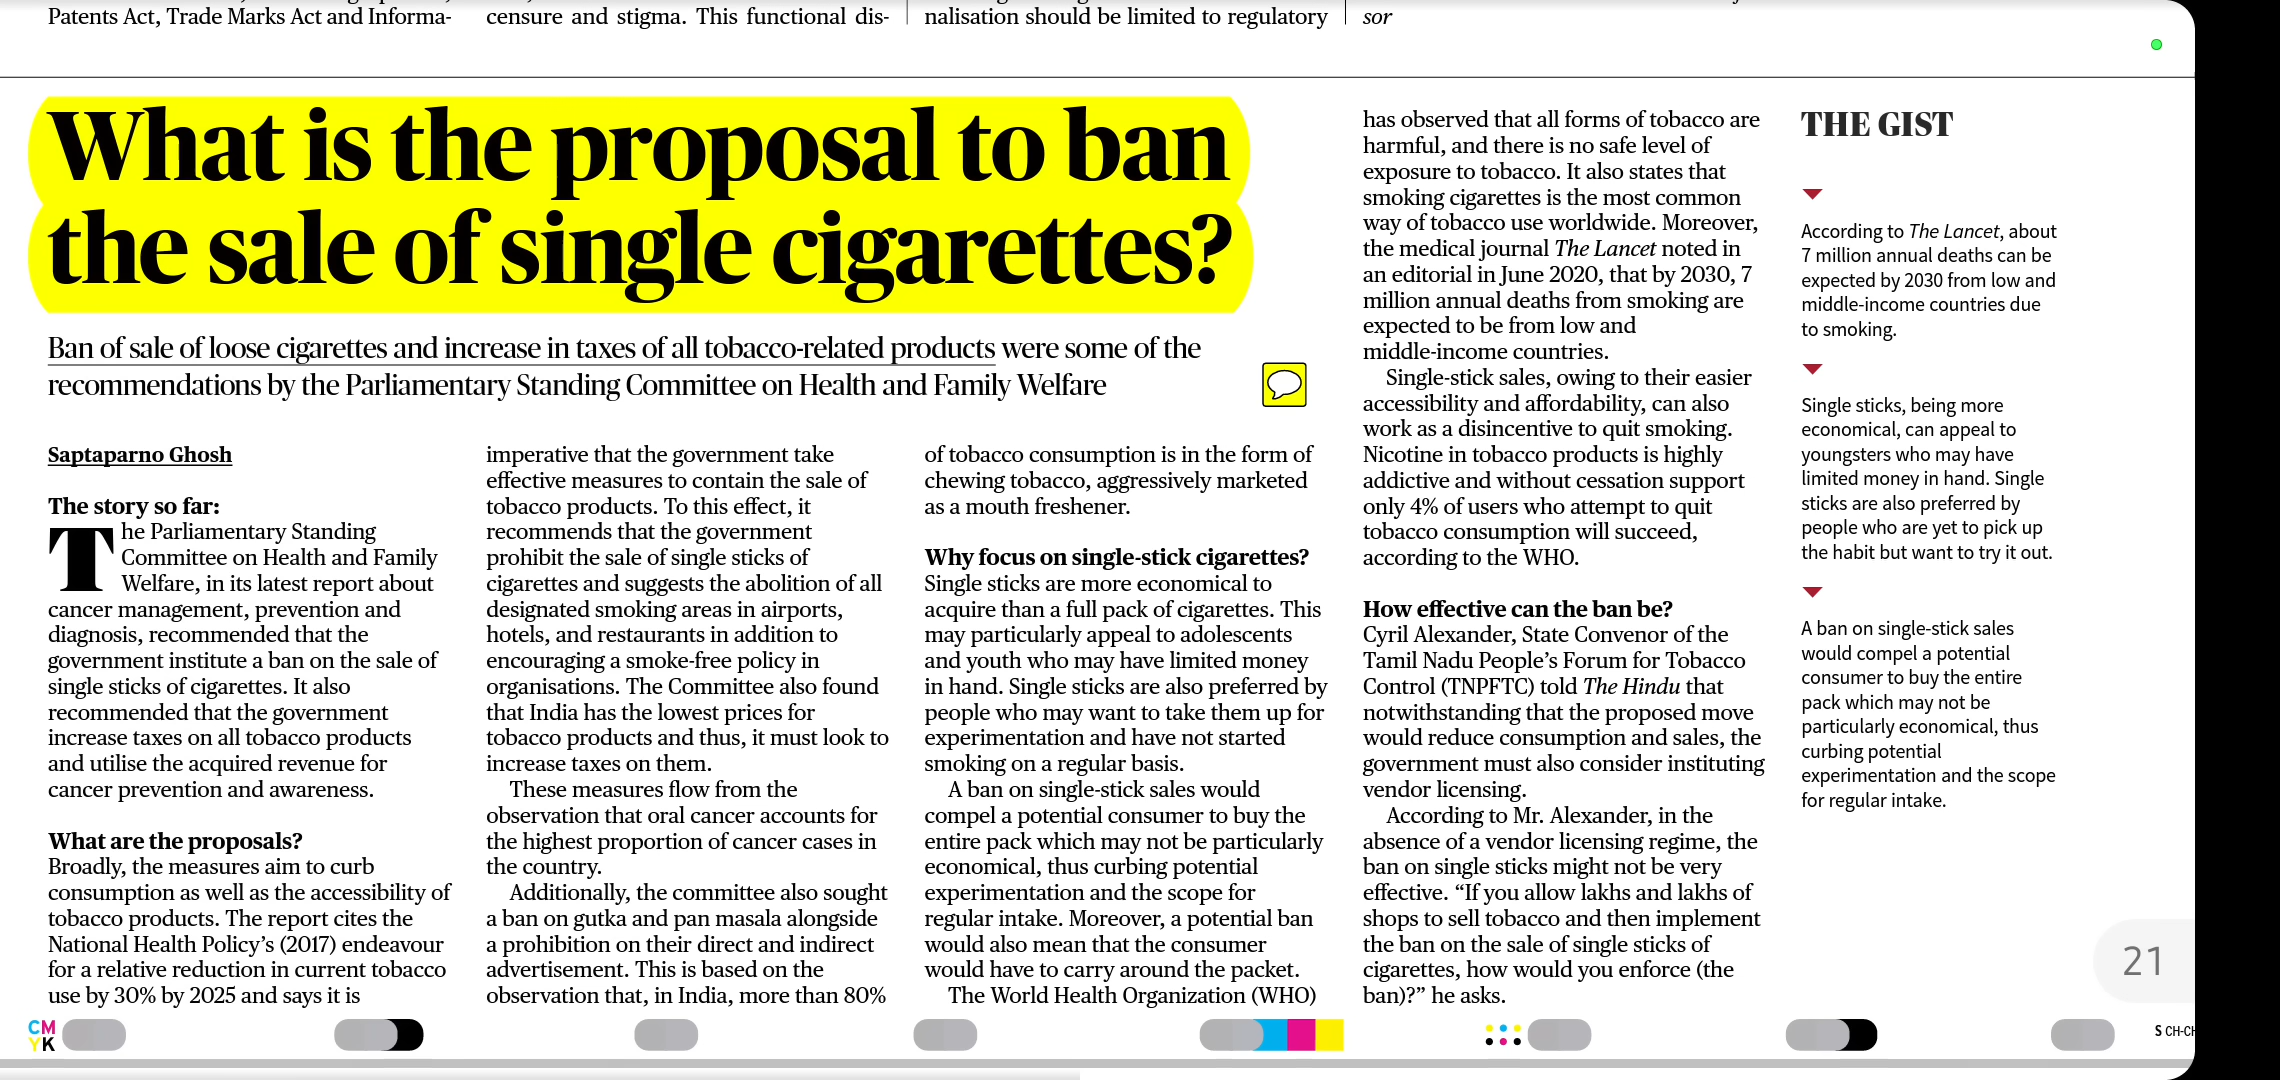 Patents Act, Trade Marks Act and Informa-
censure and stigma. This functional dis-
nalisation should be limited to regulatory
sor
What is the proposal to ban
the sale of single cigarettes?
Ban of sale of loose cigarettes and increase in taxes of all tobacco-related products were some of the
recommendations by the Parliamentary Standing Committee on Health and Family Welfare
Saptaparno Ghosh
The story so far:
The Parliamentary Standing
Committee on Health and Family
Welfare, in its latest report about
cancer management, prevention and
diagnosis, recommended that the
government institute a ban on the sale of
single sticks of cigarettes. It also
recommended that the government
increase taxes on all tobacco products
and utilise the acquired revenue for
cancer prevention and awareness.
What are the proposals?
Broadly, the measures aim to curb
consumption as well as the accessibility of
tobacco products. The report cites the
National Health Policy's (2017) endeavour
for a relative reduction in current tobacco
use by 30% by 2025 and says it is
imperative that the government take
effective measures to contain the sale of
tobacco products. To this effect, it
recommends that the government
prohibit the sale of single sticks of
cigarettes and suggests the abolition of all
designated smoking areas in airports,
hotels, and restaurants in addition to
encouraging a smoke-free policy in
organisations. The Committee also found
that India has the lowest prices for
tobacco products and thus, it must look to
increase taxes on them.
These measures flow from the
observation that oral cancer accounts for
the highest proportion of cancer cases in
the country.
Additionally, the committee also sought
a ban on gutka and pan masala alongside
a prohibition on their direct and indirect
advertisement. This is based on the
observation that, in India, more than 80%
of tobacco consumption is in the form of
chewing tobacco, aggressively marketed
as a mouth freshener.
Why focus on single-stick cigarettes?
Single sticks are more economical to
acquire than a full pack of cigarettes. This
may particularly appeal to adolescents
and youth who may have limited money
in hand. Single sticks are also preferred by
people who may want to take them up for
experimentation and have not started
smoking on a regular basis.
A ban on single-stick sales would
compel a potential consumer to buy the
entire pack which may not be particularly
economical, thus curbing potential
experimentation and the scope for
regular intake. Moreover, a potential ban
would also mean that the consumer
would have to carry around the packet.
The World Health Organization (WHO)
has observed that all forms of tobacco are
harmful, and there is no safe level of
exposure to tobacco. It also states that
smoking cigarettes is the most common
way of tobacco use worldwide. Moreover,
the medical journal The Lancet noted in
an editorial in June 2020, that by 2030, 7
million annual deaths from smoking are
expected to be from low and
middle-income countries.
Single-stick sales, owing to their easier
accessibility and affordability, can also
work as a disincentive to quit smoking.
Nicotine in tobacco products is highly
addictive and without cessation support
only 4% of users who attempt to quit
tobacco consumption will succeed,
according to the WHO.
How effective can the ban be?
Cyril Alexander, State Convenor of the
Tamil Nadu People's Forum for Tobacco
Control (TNPFTC) told The Hindu that
notwithstanding that the proposed move
would reduce consumption and sales, the
government must also consider instituting
vendor licensing.
According to Mr. Alexander, in the
absence of a vendor licensing regime, the
ban on single sticks might not be very
effective. “If you allow lakhs and lakhs of
shops to sell tobacco and then implement
the ban on the sale of single sticks of
cigarettes, how would you enforce (the
ban)?” he asks.
THE GIST
According to The Lancet, about
7 million annual deaths can be
expected by 2030 from low and
middle-income countries due
to smoking.
Single sticks, being more
economical, can appeal to
youngsters who may have
limited money in hand. Single
sticks are also preferred by
people who are yet to pick up
the habit but want to try it out.
A ban on single-stick sales
would compel a potential
consumer to buy the entire
pack which may not be
particularly economical, thus
curbing potential
experimentation and the scope
for regular intake.
21
CM
YK
S CH-CH